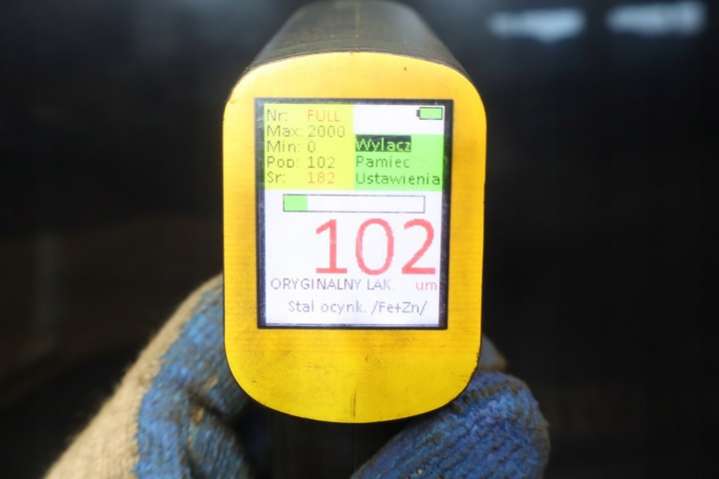 Nr: FULL
Max: 2000
Min: 0
Pop: 102
Sr: 182
Wylacz
Pamiec
Ustawienia
102
ORYGINALNY LAK. um
Stal ocynk. /Fe+Zn/